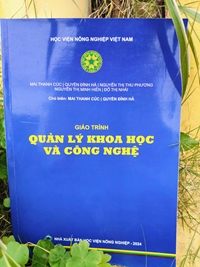 HỌC VIỆN NÔNG NGHIỆP VIỆT NAM
MAI THANH CÚC | QUYỀN ĐÌNH HÀ | NGUYỄN THỊ THU PHƯƠNG
NGUYỄN THỊ MINH HIỀN | ĐỖ THỊ NHÀI
Chủ biên: MAI THANH CÚC | QUYỀN ĐÌNH HÀ
GIÁO TRÌNH
QUẢN LÝ KHOA HỌC
VÀ CÔNG NGHỆ
NHÀ XUẤT BẢN HỌC VIỆN NÔNG NGHIỆP - 2024